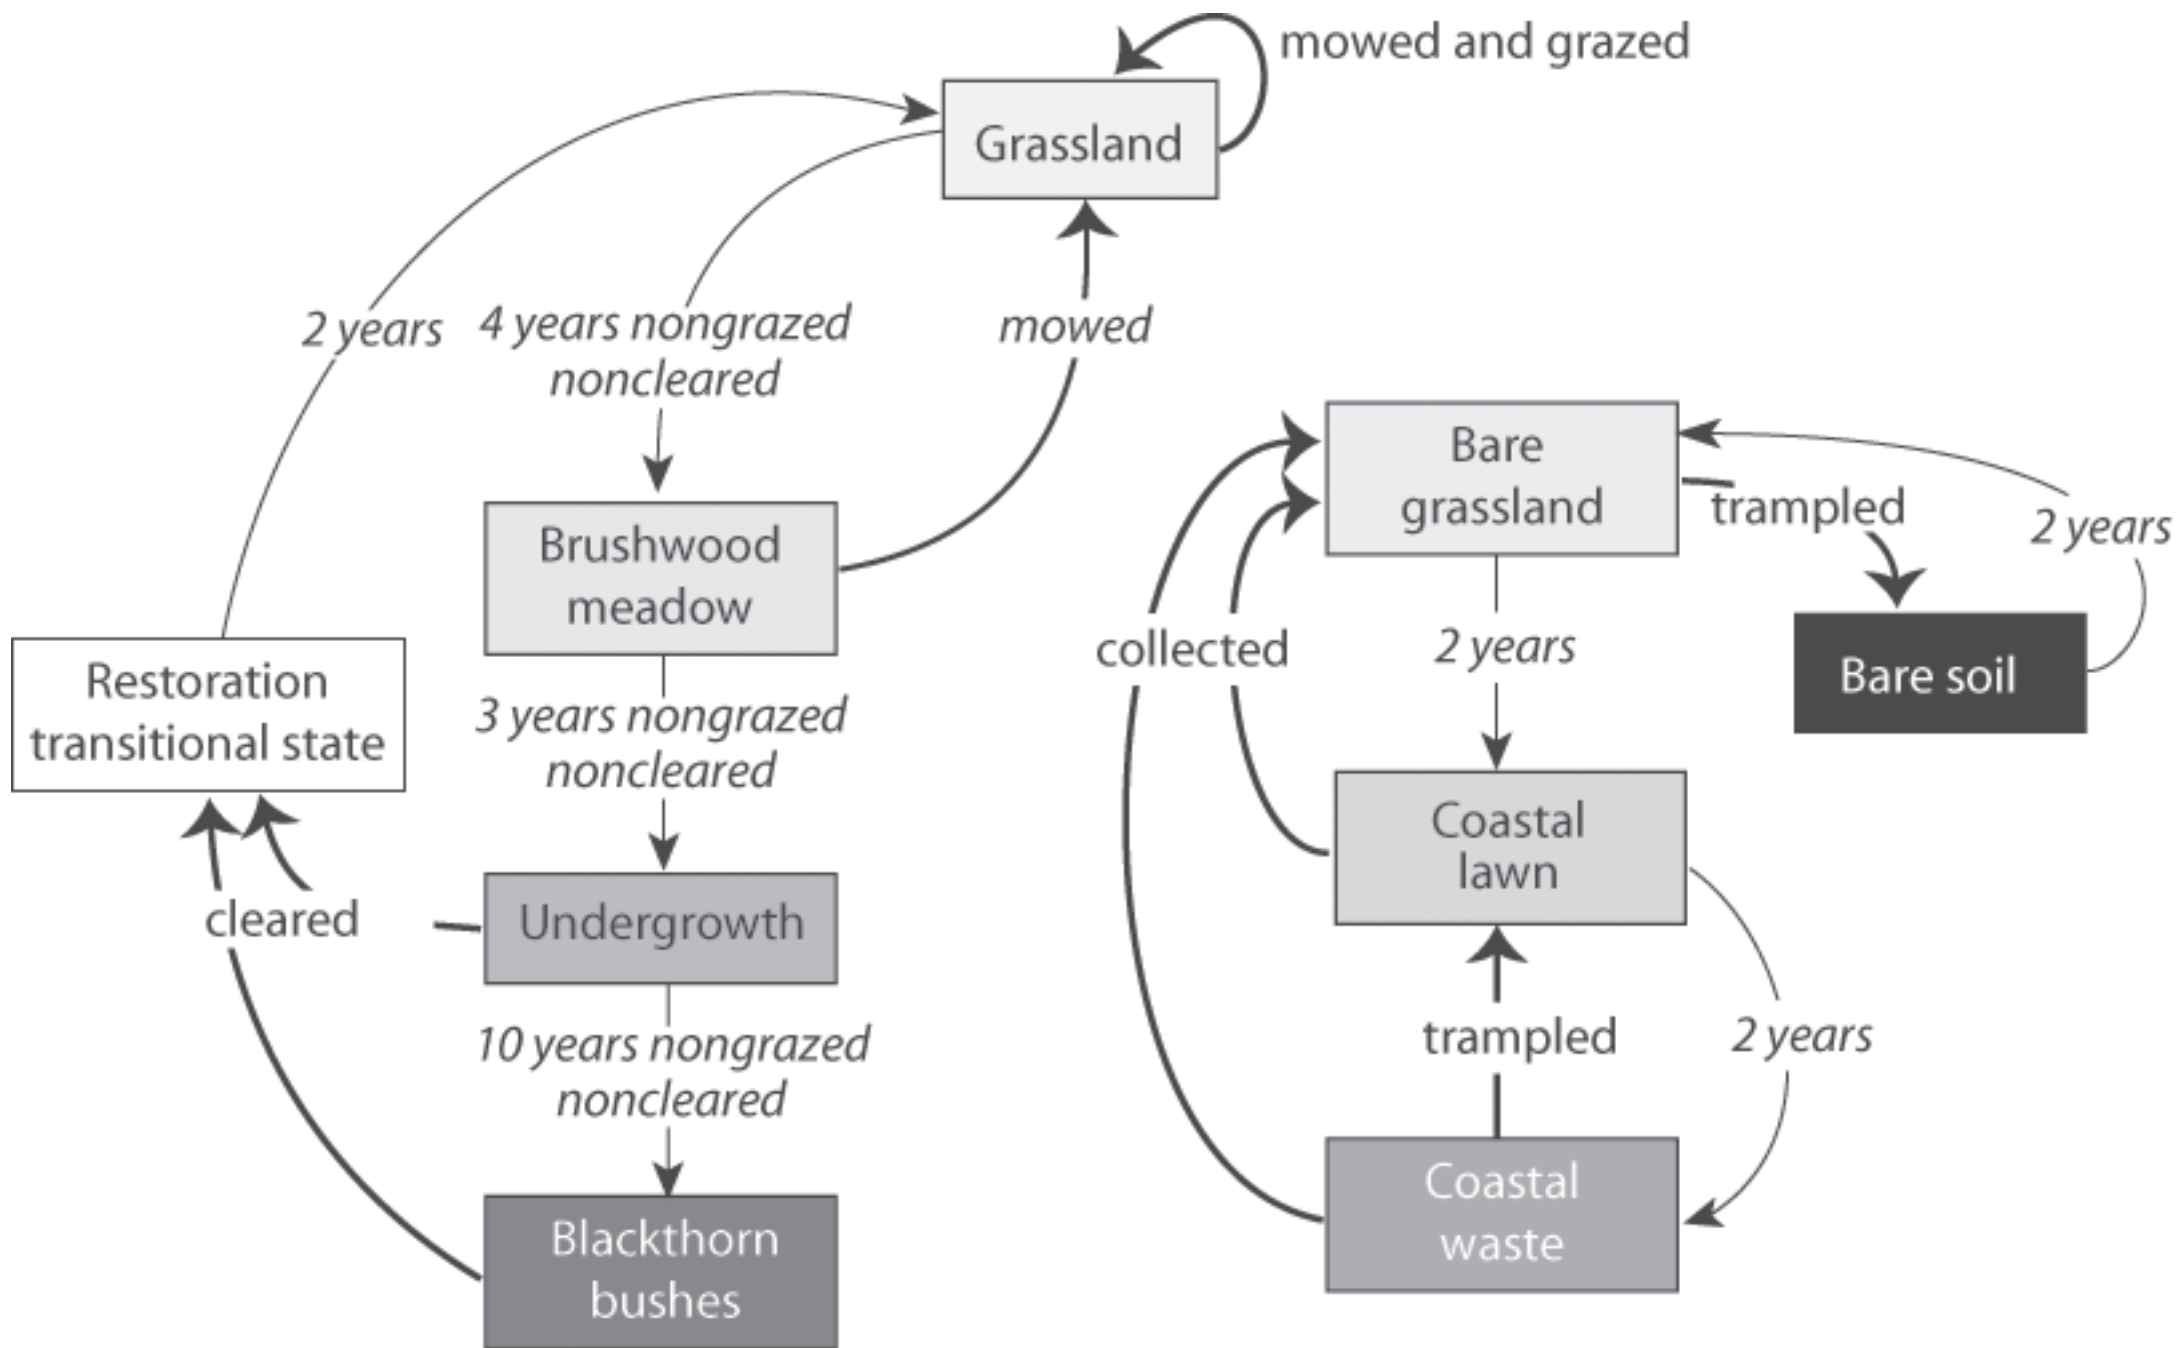 mowed and grazed
Grassland
2 years
4 years nongrazed
noncleared
mowed
Brushwood
meadow
3 years nongrazed
noncleared
Restoration
transitional state
cleared
Undergrowth
10 years nongrazed
noncleared
Blackthorn
bushes
Bare
grassland
trampled
2 years
Bare soil
collected
2 years
Coastal
lawn
trampled
2 years
Coastal
waste